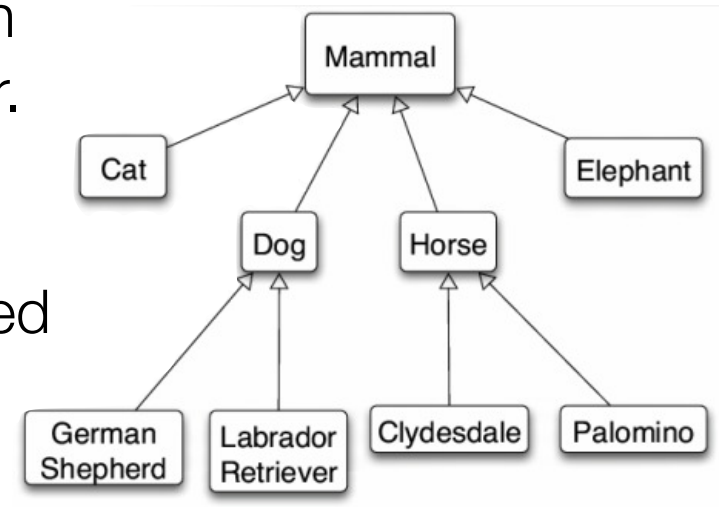 Mammal
Cat
Elephant
Dog
Horse
German
Shepherd
Labrador
Retriever
Clydesdale
Palomino